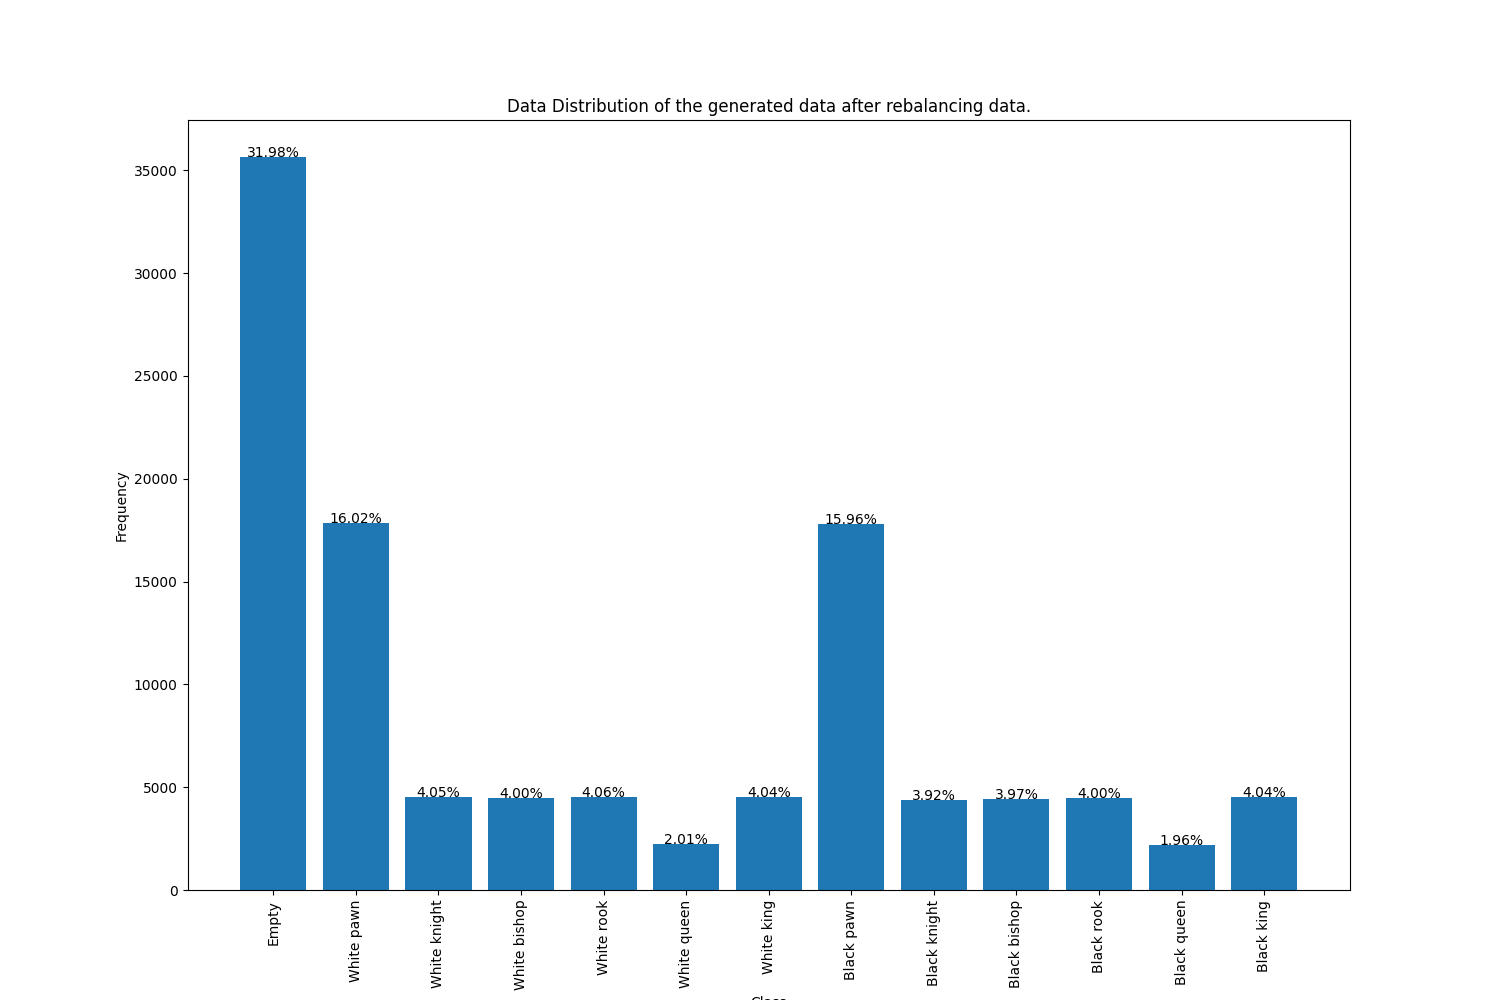 Data Distribution of the generated data after rebalancing data.
Frequency
35000
30000
25000
20000
15000
10000
5000
0
31.98%
16.02%
4.05%
4.00%
4.06%
2.01%
4.04%
15.96%
3.92%
3.97%
4.00%
1.96%
4.04%
Empty
White pawn
White knight
White bishop
White rook
White queen
White king
Black pawn
Black knight
Black bishop
Black rook
Black queen
Black king
Class